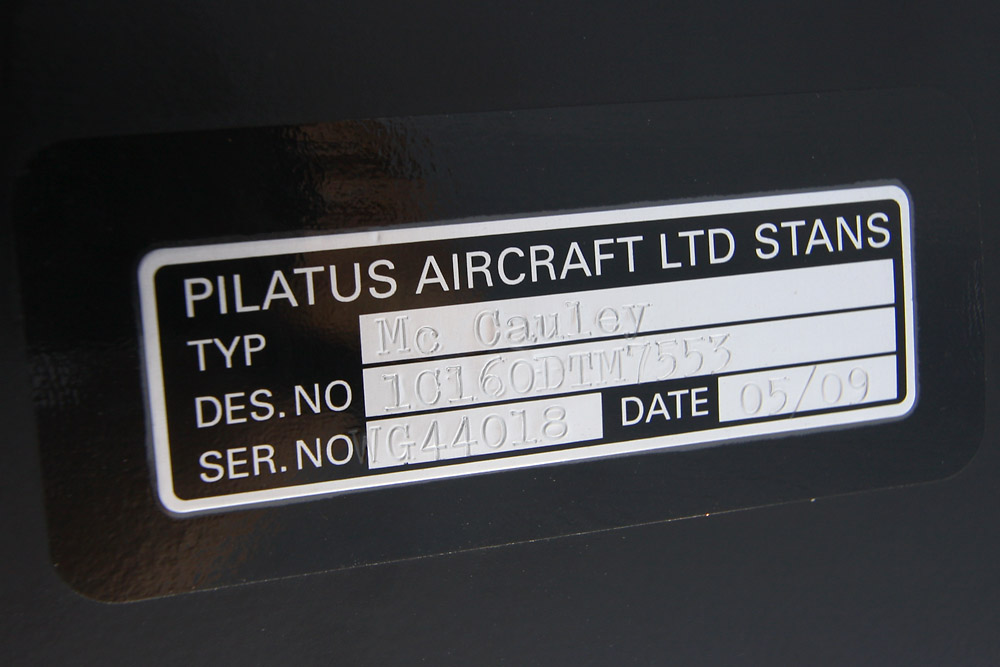 PILATUS AIRCRAFT LTD STANS
TYP Mc Cauley
DES. NO 1C160DTM7553
SER. NO WG44018 DATE 05/09